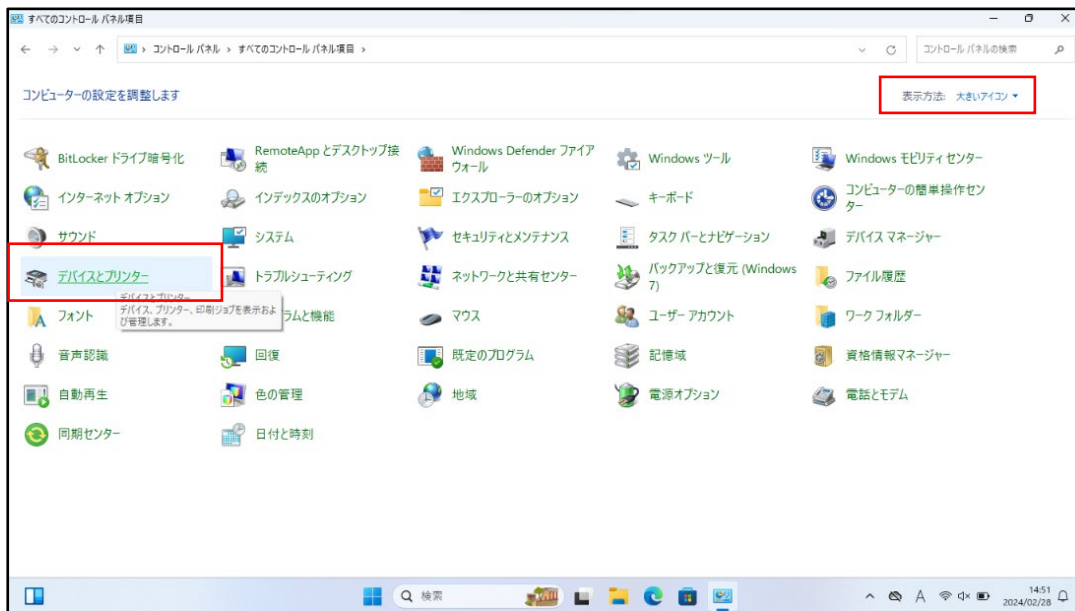 すべてのコントロール パネル項目
コントロール パネル › すべてのコントロール パネル項目 ›
コントロール パネルの検索
コンピューターの設定を調整します
表示方法: 大きいアイコン
BitLocker ドライブ暗号化
RemoteApp とデスクトップ接
続
Windows Defender ファイア
ウォール
Windows ツール
Windows モビリティ センター
インターネット オプション
インデックスのオプション
エクスプローラーのオプション
キーボード
コンピューターの簡単操作セン
ター
サウンド
システム
セキュリティとメンテナンス
タスク バーとナビゲーション
デバイス マネージャー
デバイスとプリンター
トラブルシューティング
ネットワークと共有センター
バックアップと復元 (Windows
7)
ファイル履歴
デバイスとプリンター
デバイス、プリンター、印刷ジョブを表示およ
び管理します。
フォント
ラムと機能
マウス
ユーザー アカウント
ワーク フォルダー
音声認識
回復
既定のプログラム
記憶域
資格情報マネージャー
自動再生
色の管理
地域
電源オプション
電話とモデム
同期センター
日付と時刻
検索
A
14:51
2024/02/28